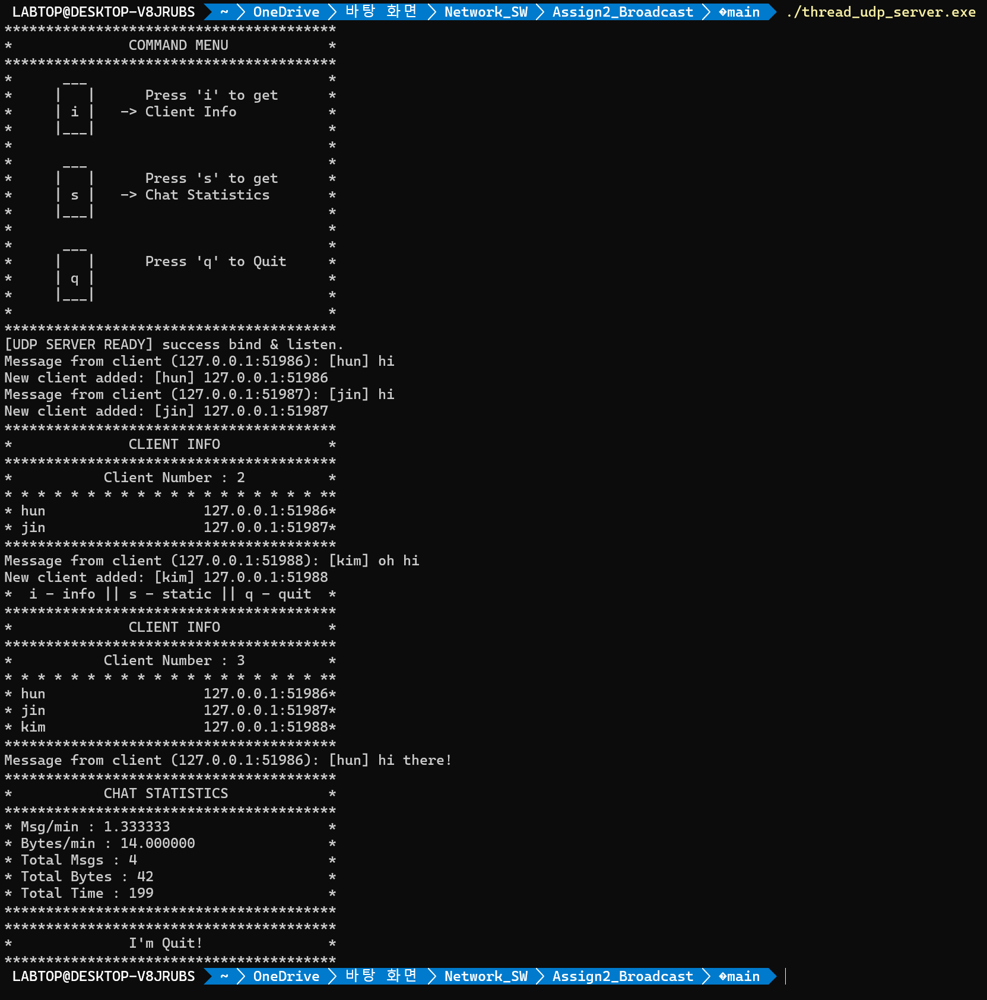 LABTOP@DESKTOP-V8JRUBS ~ OneDrive 바탕 화면 Network_SW Assign2_Broadcast �main ./thread_udp_server.exe
****************************************
*              COMMAND MENU            *
****************************************
*      ___                             *
*     |   |      Press 'i' to get      *
*     | i |   -> Client Info           *
*     |___|                            *
*                                      *
*      ___                             *
*     |   |      Press 's' to get      *
*     | s |   -> Chat Statistics       *
*     |___|                            *
*                                      *
*      ___                             *
*     |   |      Press 'q' to Quit     *
*     | q |                            *
*     |___|                            *
*                                      *
****************************************
[UDP SERVER READY] success bind & listen.
Message from client (127.0.0.1:51986): [hun] hi
New client added: [hun] 127.0.0.1:51986
Message from client (127.0.0.1:51987): [jin] hi
New client added: [jin] 127.0.0.1:51987
****************************************
*              CLIENT INFO             *
****************************************
*           Client Number : 2          *
* * * * * * * * * * * * * * * * * * * **
* hun                   127.0.0.1:51986*
* jin                   127.0.0.1:51987*
****************************************
Message from client (127.0.0.1:51988): [kim] oh hi
New client added: [kim] 127.0.0.1:51988
*  i - info || s - static || q - quit  *
****************************************
*              CLIENT INFO             *
****************************************
*           Client Number : 3          *
* * * * * * * * * * * * * * * * * * * **
* hun                   127.0.0.1:51986*
* jin                   127.0.0.1:51987*
* kim                   127.0.0.1:51988*
****************************************
Message from client (127.0.0.1:51986): [hun] hi there!
****************************************
*           CHAT STATISTICS            *
****************************************
* Msg/min : 1.333333                   *
* Bytes/min : 14.000000                *
* Total Msgs : 4                       *
* Total Bytes : 42                     *
* Total Time : 199                     *
****************************************
****************************************
*              I'm Quit!               *
****************************************
LABTOP@DESKTOP-V8JRUBS ~ OneDrive 바탕 화면 Network_SW Assign2_Broadcast �main